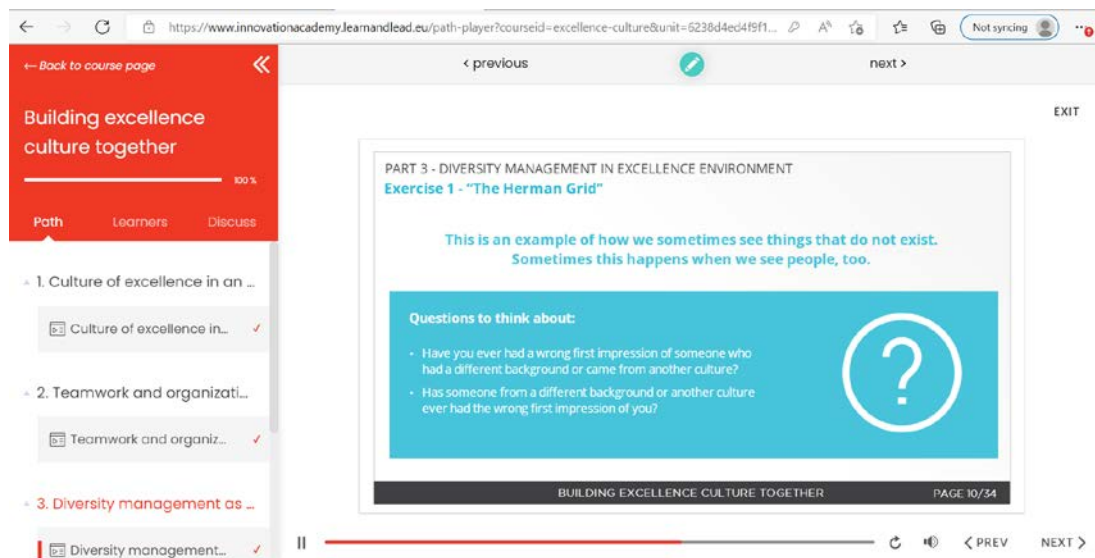 https://www.innovationacademy.learnandlead.eu/path-player?courseid=excellence-culture&unit=6238d4ed4f9f1...
Not syncing
← Back to course page
< previous
next >
EXIT
Building excellence
culture together
100 %
Path Learners Discuss
1. Culture of excellence in an ...
Culture of excellence in...
2. Teamwork and organizati...
Teamwork and organiz...
3. Diversity management as ...
Diversity management...
PART 3 - DIVERSITY MANAGEMENT IN EXCELLENCE ENVIRONMENT
Exercise 1 - “The Herman Grid”
This is an example of how we sometimes see things that do not exist.
Sometimes this happens when we see people, too.
Questions to think about:
• Have you ever had a wrong first impression of someone who
had a different background or came from another culture?
• Has someone from a different background or another culture
ever had the wrong first impression of you?
?
BUILDING EXCELLENCE CULTURE TOGETHER PAGE 10/34
< PREV NEXT >